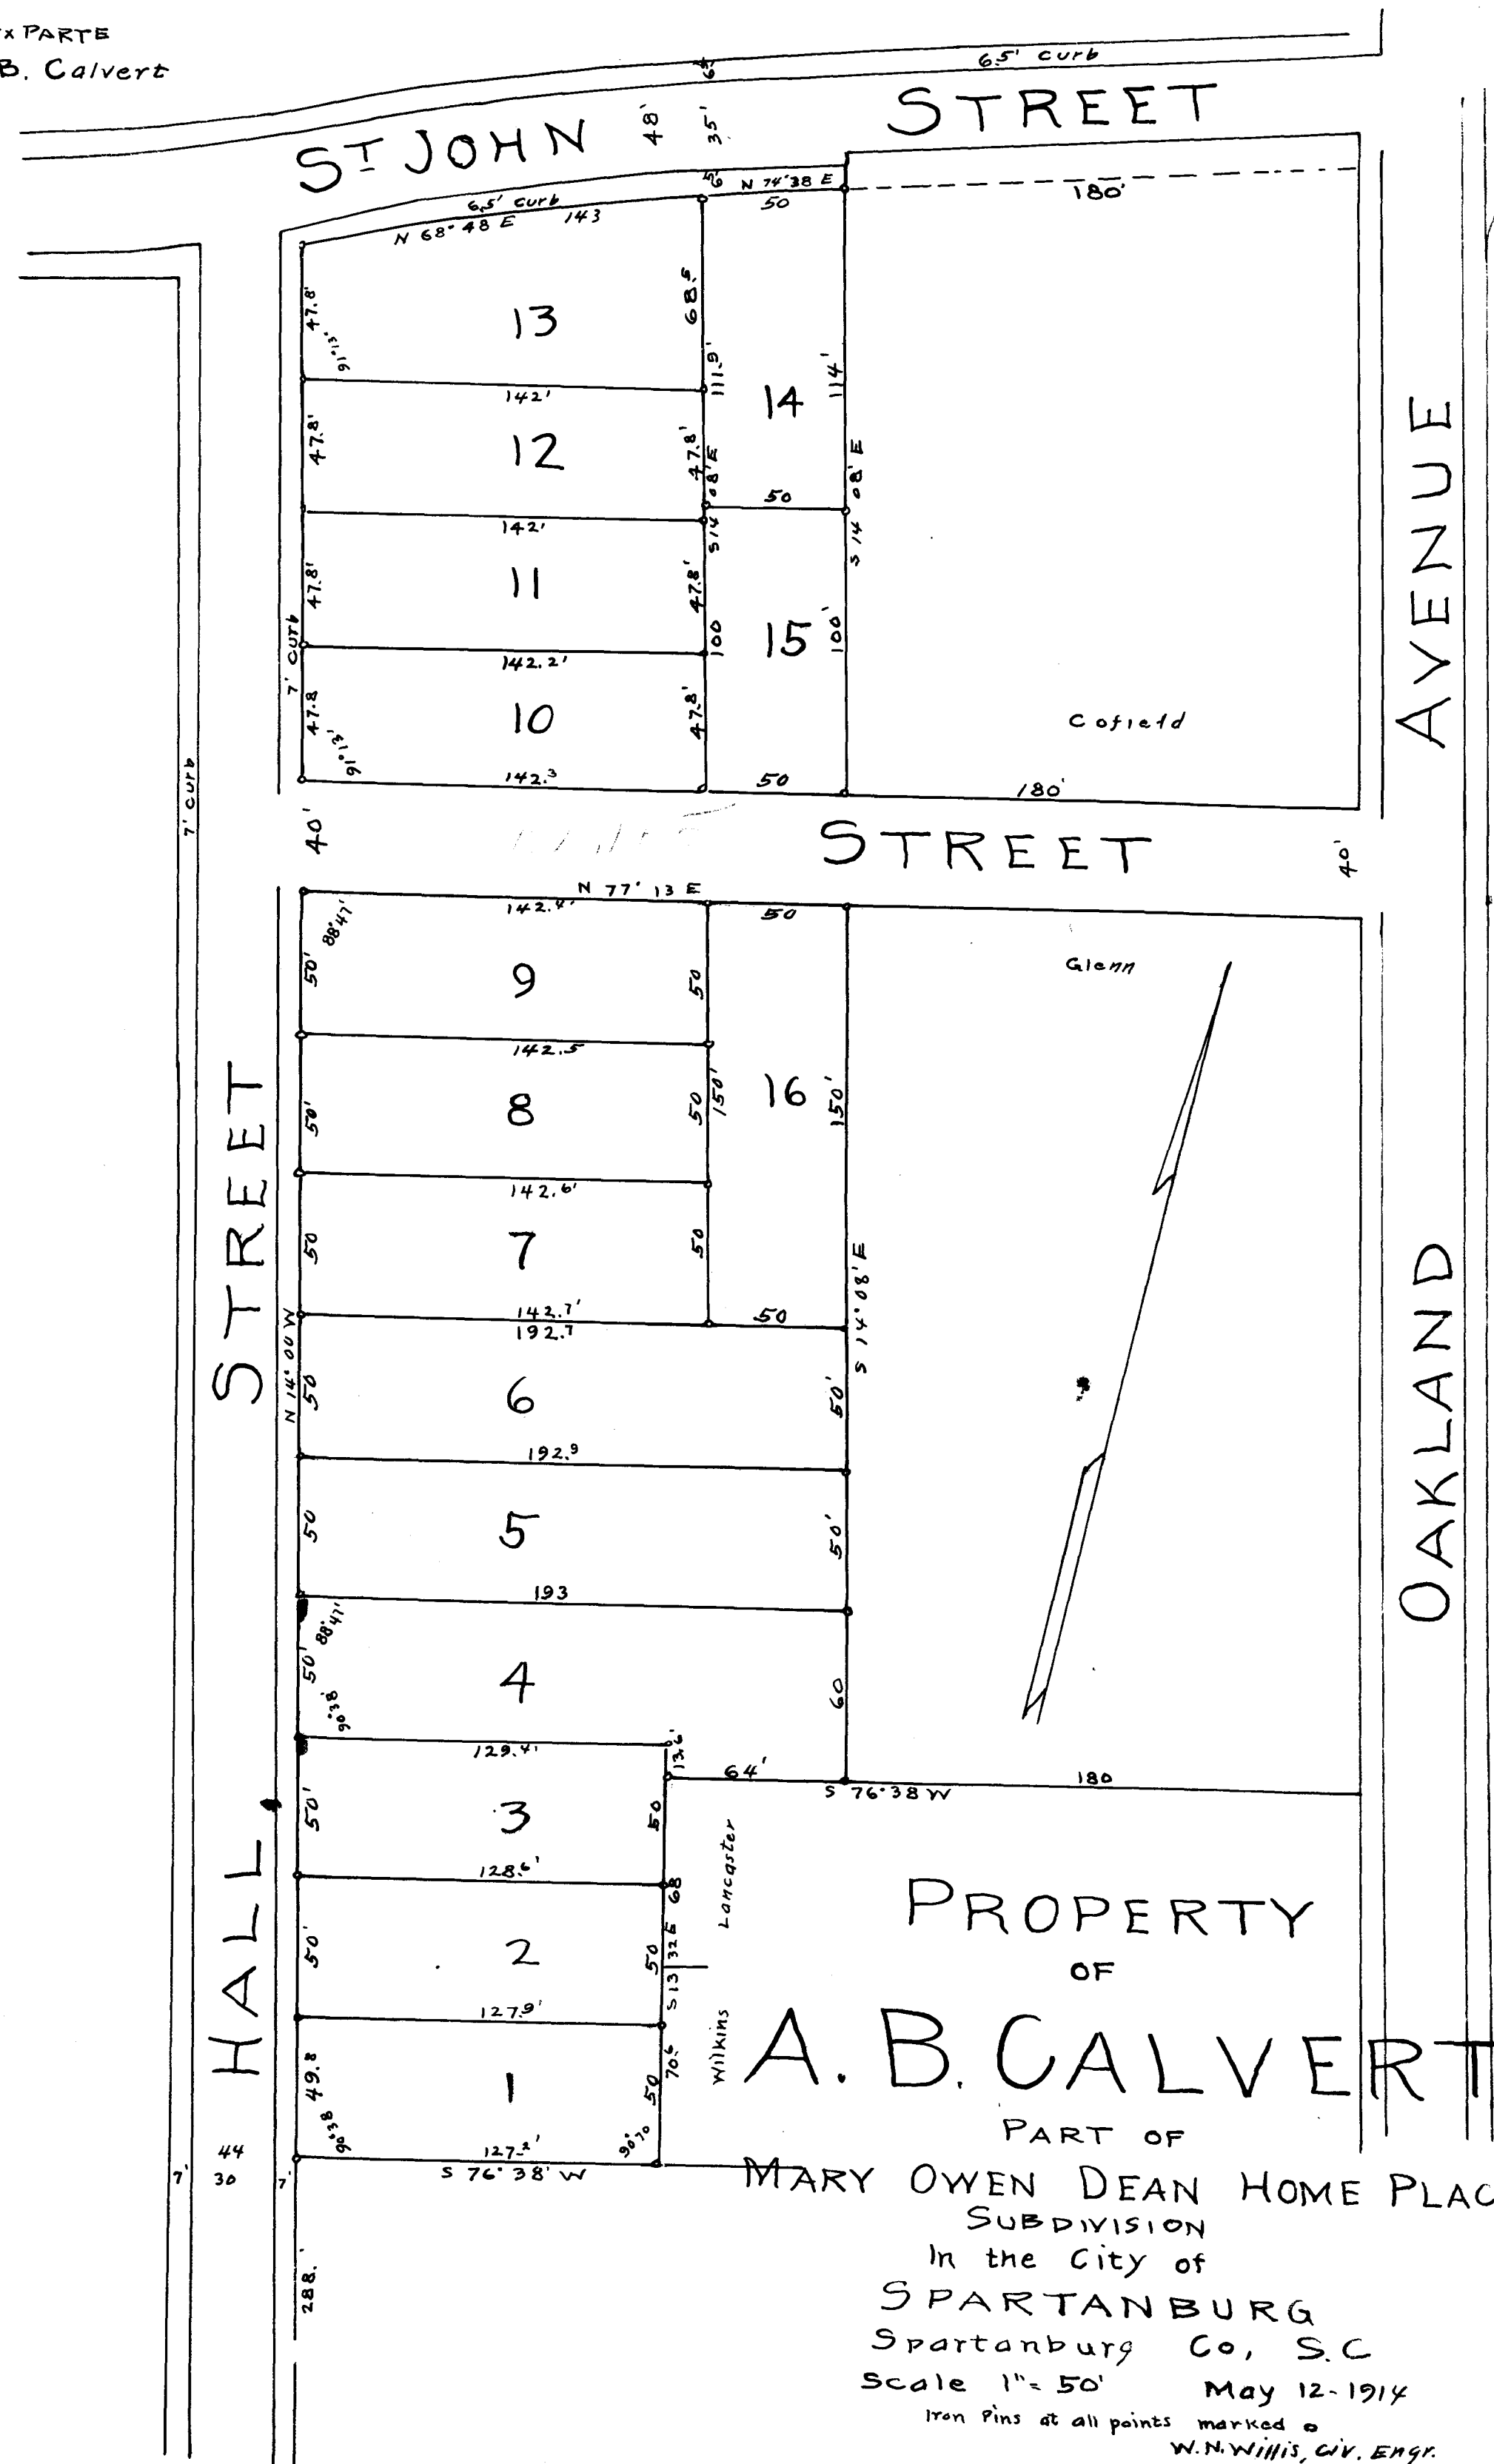 x PARTE
B. Calvert
6.5' curb
ST JOHN STREET
48'
35'
6.5
6.5' curb
N 68° 48 E 143
N 74° 38 E
50
180'
47.8'
91°13'
13
68.5
142'
111.9'
14
114'
47.8'
12
47.8'
S 14 08' E
50
S 14 08' E
142'
47.8'
11
47.8'
100
15
100'
142.2'
7' curb
47.8
91°13'
10
47.8'
Cofield
142.3
50
180'
7' curb
40'
STREET
40'
AVENUE
N 77' 13 E
142.4'
50
88°47'
50'
9
50
Glenn
142.5
50'
8
50
150'
16
150'
142.6'
50
7
50
142.7'
50
192.7
N 14° 00 W
S 14° 08' E
50
6
50'
192.9
50
5
50'
193
88°47'
50'
4
60
90°38
129.4'
13.6'
64'
S 76°38 W
180
50'
3
50
Lancaster
128.6'
68
50'
2
50
S 13 32 E
127.9'
49.8
1
50
70.6
Wilkins
90°38
90°70
127.2'
S 76° 38' W
44
7' 30 7'
288.'
HALL STREET
OAKLAND
PROPERTY
OF
A. B. CALVERT
PART OF
MARY OWEN DEAN HOME PLAC
SUBDIVISION
In the City of
SPARTANBURG
Spartanburg Co, S.C
Scale 1"= 50' May 12-1914
Iron Pins at all points marked o
W.N. Willis, Civ. Engr.